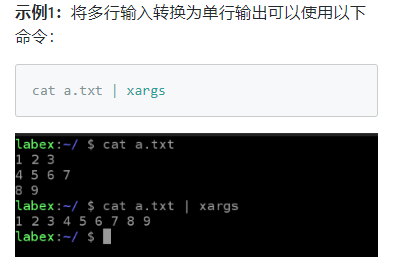 示例1：将多行输入转换为单行输出可以使用以下
命令：
cat a.txt | xargs
labex:~/ $ cat a.txt
1 2 3
4 5 6 7
8 9
labex:~/ $ cat a.txt | xargs
1 2 3 4 5 6 7 8 9
labex:~/ $